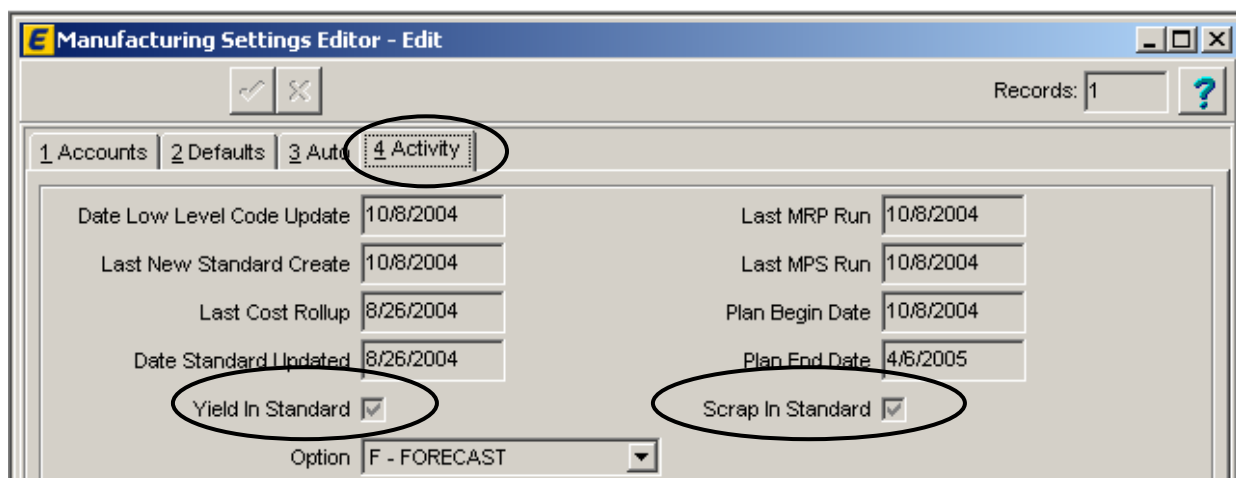 E Manufacturing Settings Editor - Edit
Records: 1 ?
1 Accounts 2 Defaults 3 Auto 4 Activity
Date Low Level Code Update 10/8/2004 Last MRP Run 10/8/2004
Last New Standard Create 10/8/2004 Last MPS Run 10/8/2004
Last Cost Rollup 8/26/2004 Plan Begin Date 10/8/2004
Date Standard Updated 8/26/2004 Plan End Date 4/6/2005
Yield In Standard Scrap In Standard
Option F - FORECAST